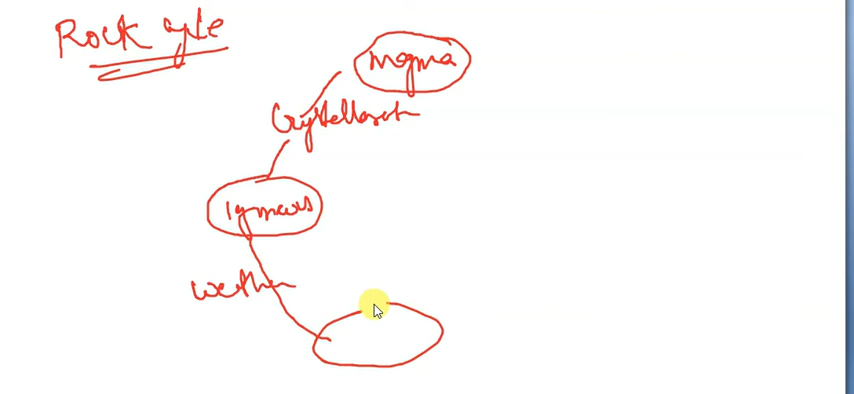 Rock cycle
magma
Crystallisation
Igneous
weather